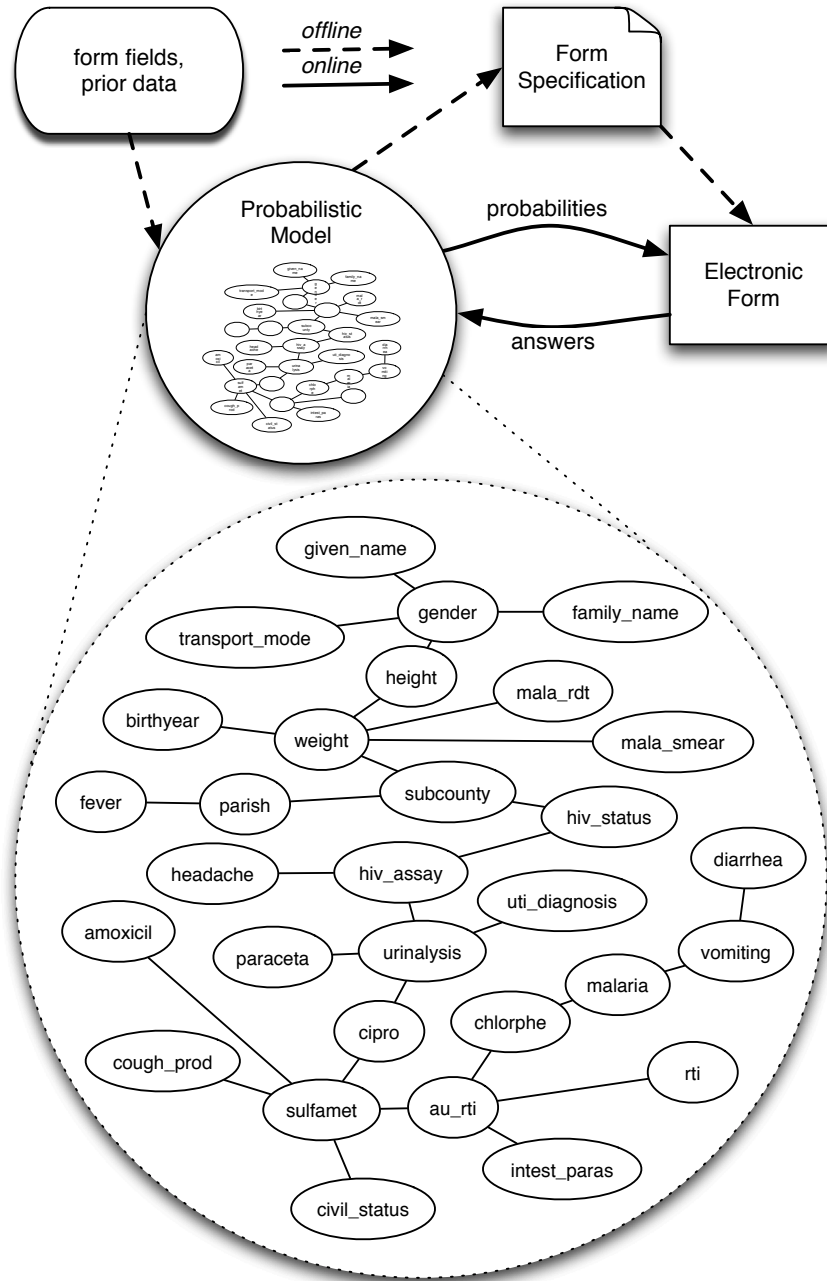 form fields,
prior data
offline
online
Form
Specification
Probabilistic
Model
probabilities
Electronic
Form
answers
given_name
gender
family_name
transport_mode
height
mala_rdt
birthyear
weight
mala_smear
subcounty
fever
parish
hiv_status
headache
hiv_assay
diarrhea
uti_diagnosis
amoxicil
paraceta
urinalysis
vomiting
malaria
chlorphe
cipro
cough_prod
rti
sulfamet
au_rti
intest_paras
civil_status